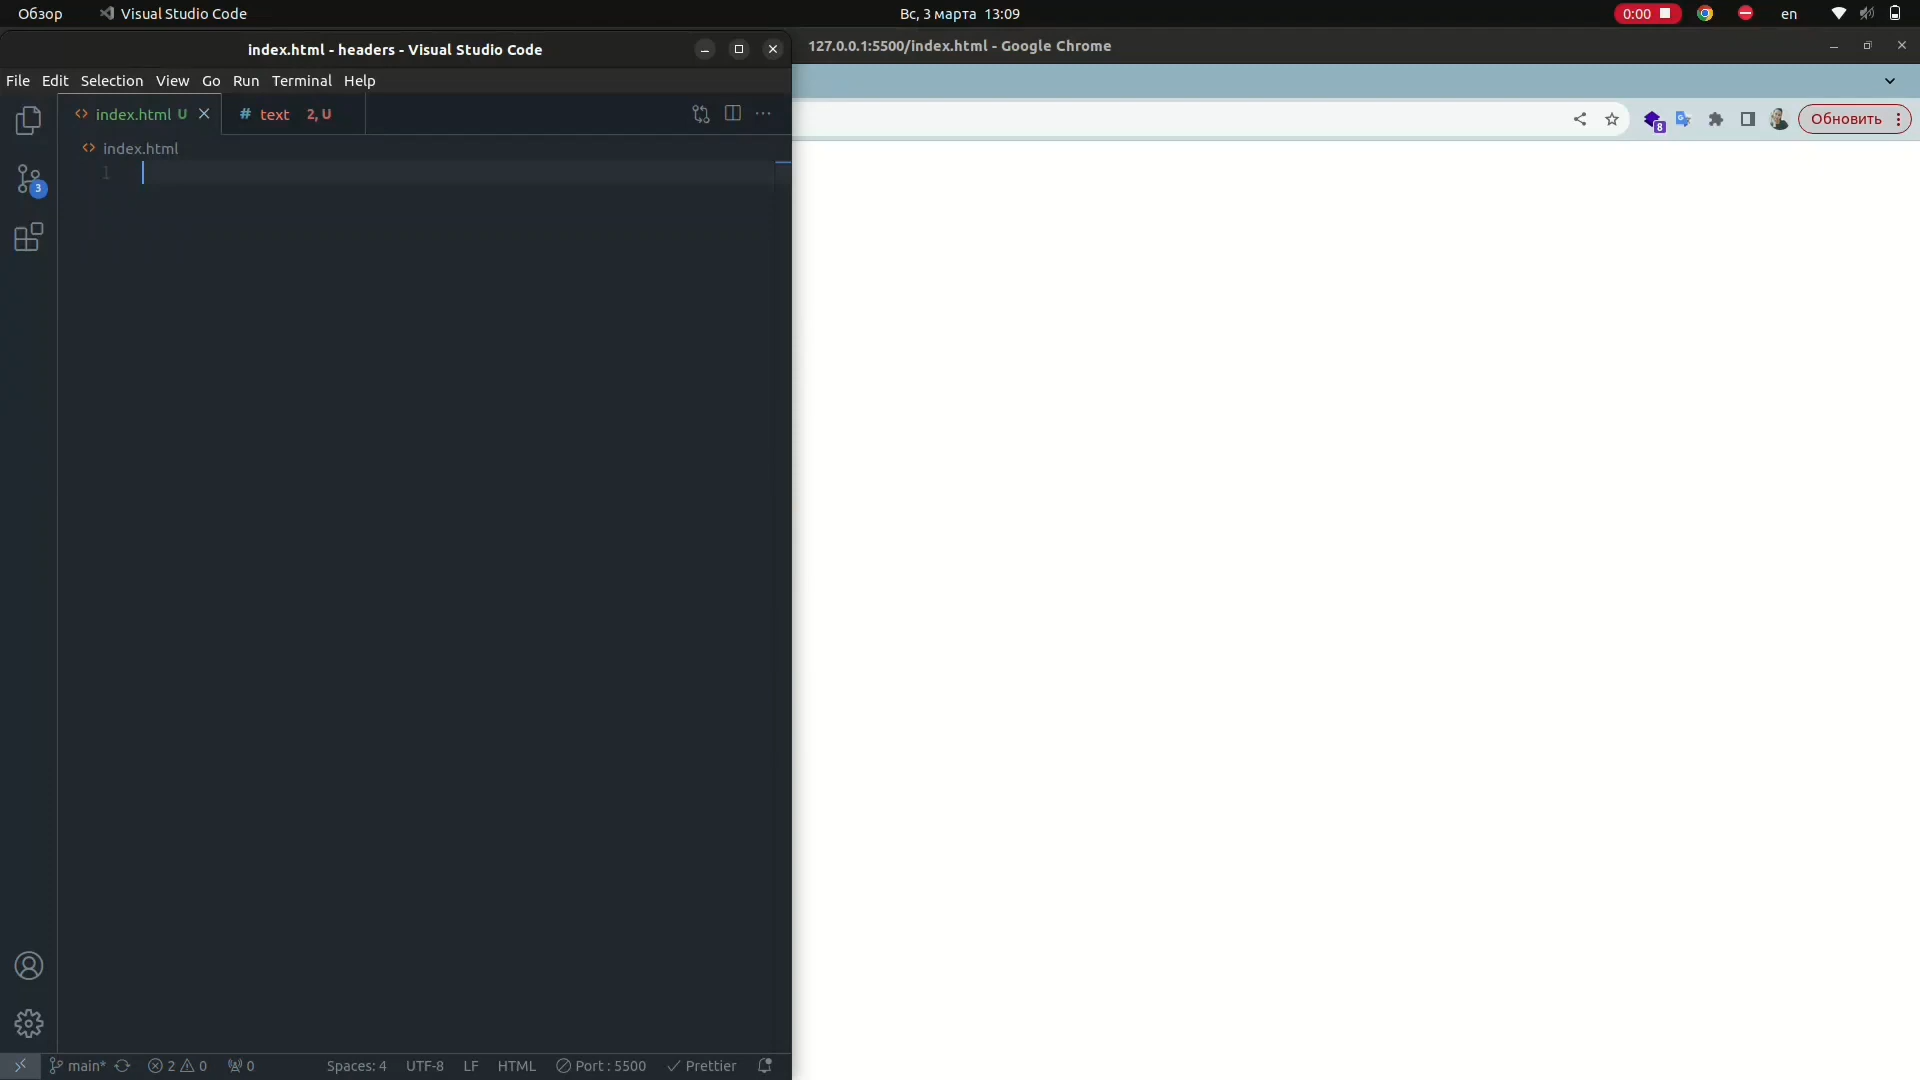 Обзор Visual Studio Code Вс, 3 марта 13:09 0:00 en
index.html - headers - Visual Studio Code
127.0.0.1:5500/index.html - Google Chrome
File Edit Selection View Go Run Terminal Help
index.html U # text 2, U
8 Обновить
index.html
1
3
main* 2 0 0 Spaces: 4 UTF-8 LF HTML Port : 5500 Prettier